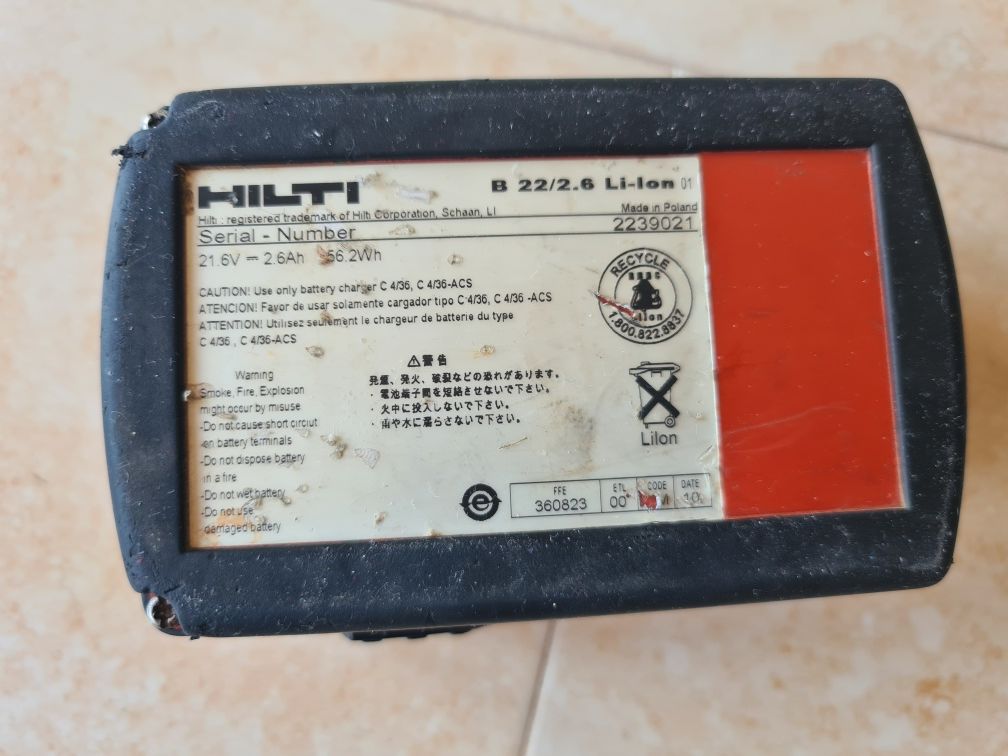 HILTI
B 22/2.6 Li-Ion 01
Hilti : registered trademark of Hilti Corporation, Schaan, LI
Made in Poland
Serial - Number
2239021
21.6V 2.6Ah 56.2Wh
CAUTION! Use only battery charger C 4/36, C 4/36-ACS
ATENCION! Favor de usar solamente cargador tipo C 4/36, C 4/36 -ACS
ATTENTION! Utilisez seulement le chargeur de batterie du type
C 4/36 , C 4/36-ACS
RECYCLE
RBRC
Li-Ion
1.800.822.8837
Warning
Smoke, Fire, Explosion
might occur by misuse
-Do not cause short circiut
en battery terminals
-Do not dispose battery
in a fire
-Do not wet battery
-Do not use
damaged battery
⚠警告
発煙、発火、破裂などの恐れがあります。
・電池端子間を短絡させないで下さい。
・火中に投入しないで下さい。
・雨や水に濡らさないで下さい。
LiIon
e
FFE
360823
ETL
00
CODE
DATE
10